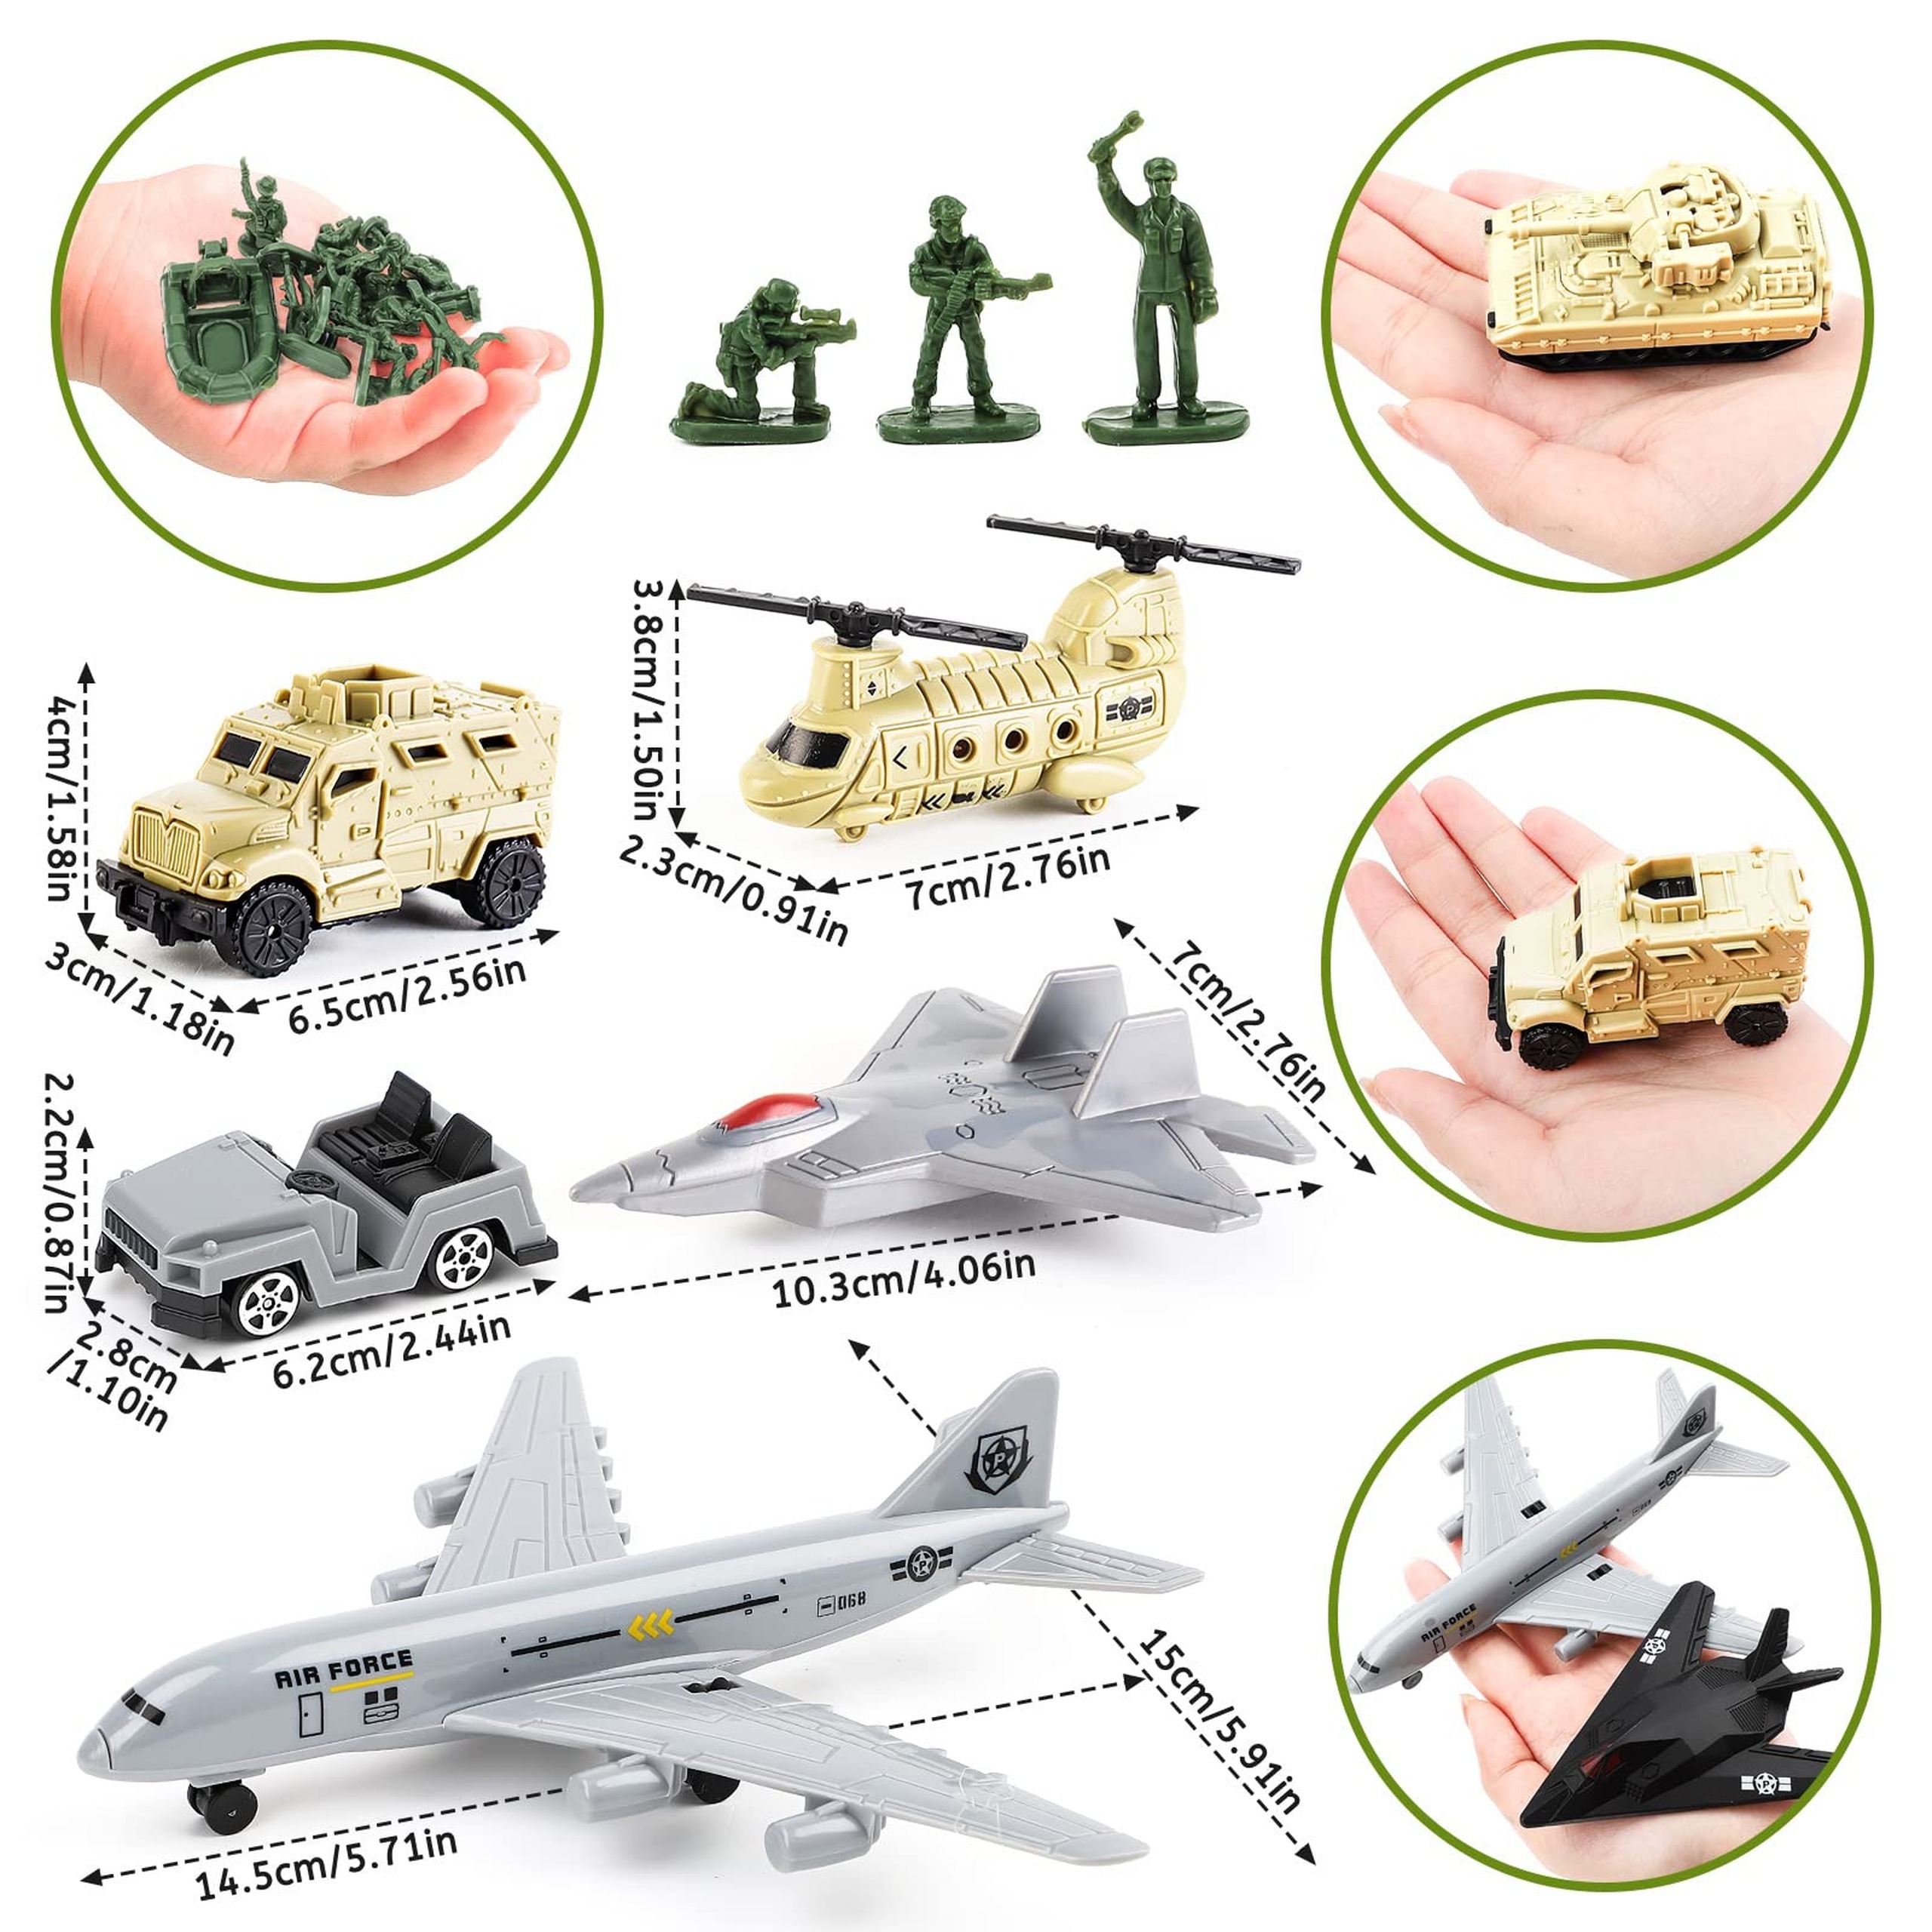 3.8cm/1.50in
2.3cm/0.91in
7cm/2.76in
4cm/1.58in
3cm/1.18in
6.5cm/2.56in
7cm/2.76in
10.3cm/4.06in
2.2cm/0.87in
2.8cm
/1.10in
6.2cm/2.44in
P
P
068
AIR FORCE
15cm/5.91in
14.5cm/5.71in
P
AIR FORCE
P